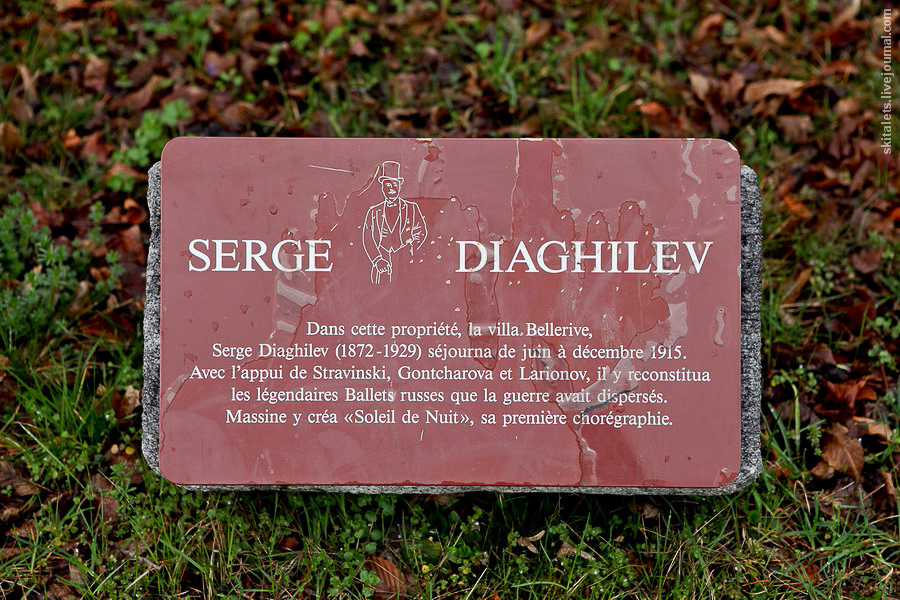 skitalets.livejournal.com
SERGE DIAGHILEV
Dans cette propriété, la villa Bellerive,
Serge Diaghilev (1872-1929) séjourna de juin à décembre 1915.
Avec l'appui de Stravinski, Gontcharova et Larionov, il y reconstitua
les légendaires Ballets russes que la guerre avait dispersés.
Massine y créa «Soleil de Nuit», sa première chorégraphie.